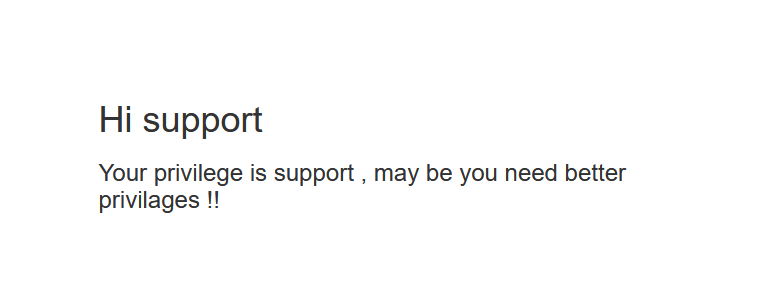 Hi support
Your privilege is support , may be you need better
privilages !!